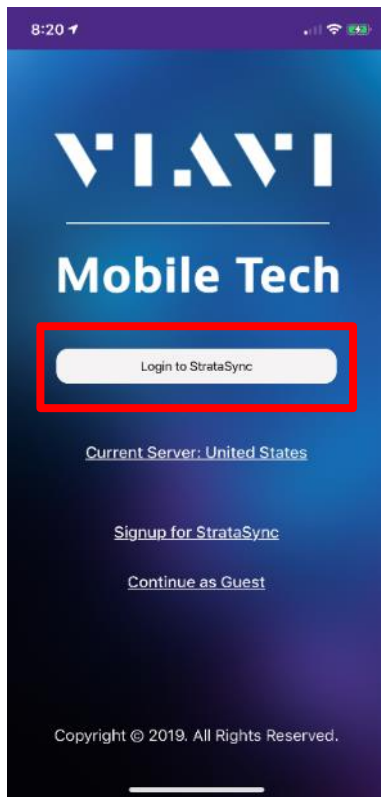 8:20
VIAVI
Mobile Tech
Login to StrataSync
Current Server: United States
Signup for StrataSync
Continue as Guest
Copyright © 2019. All Rights Reserved.